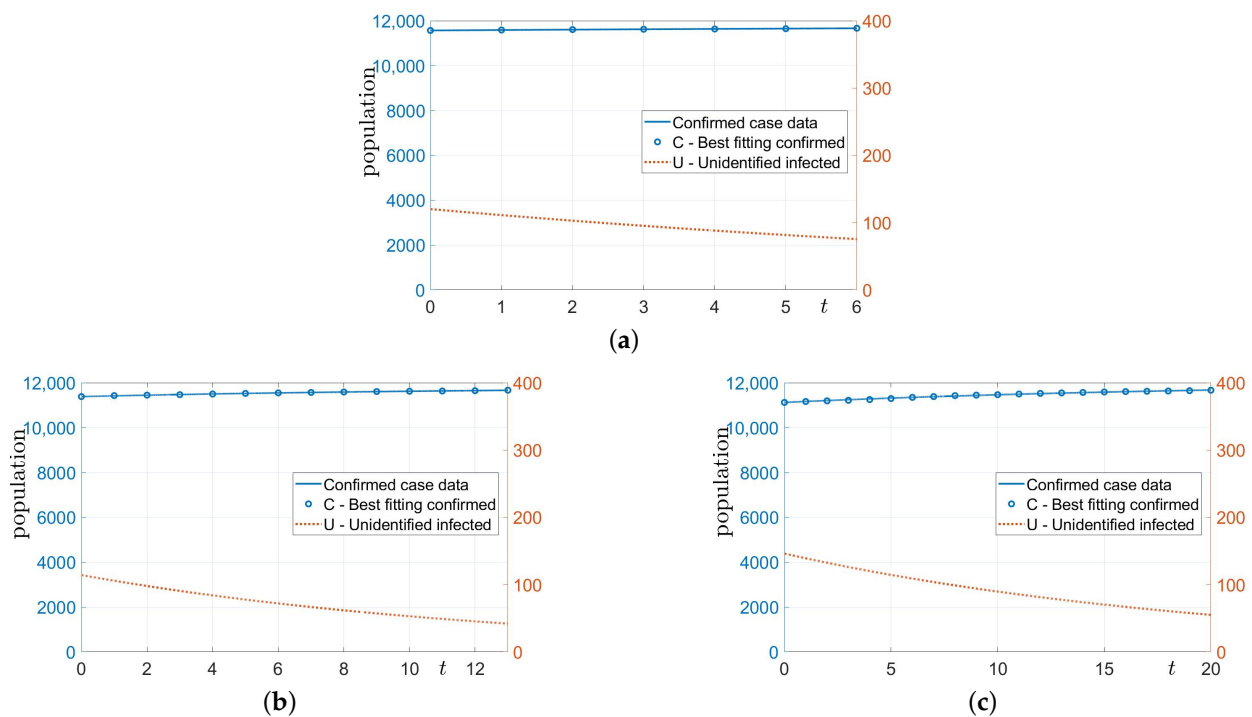 12,000
10,000
8000
6000
4000
2000
0
population
400
300
200
100
0
Confirmed case data
C - Best fitting confirmed
U - Unidentified infected
0 1 2 3 4 5 t 6
(a)
12,000
10,000
8000
6000
4000
2000
0
population
400
300
200
100
0
Confirmed case data
C - Best fitting confirmed
U - Unidentified infected
0 2 4 6 8 10 t 12
(b)
12,000
10,000
8000
6000
4000
2000
0
population
400
300
200
100
0
Confirmed case data
C - Best fitting confirmed
U - Unidentified infected
0 5 10 15 t 20
(c)